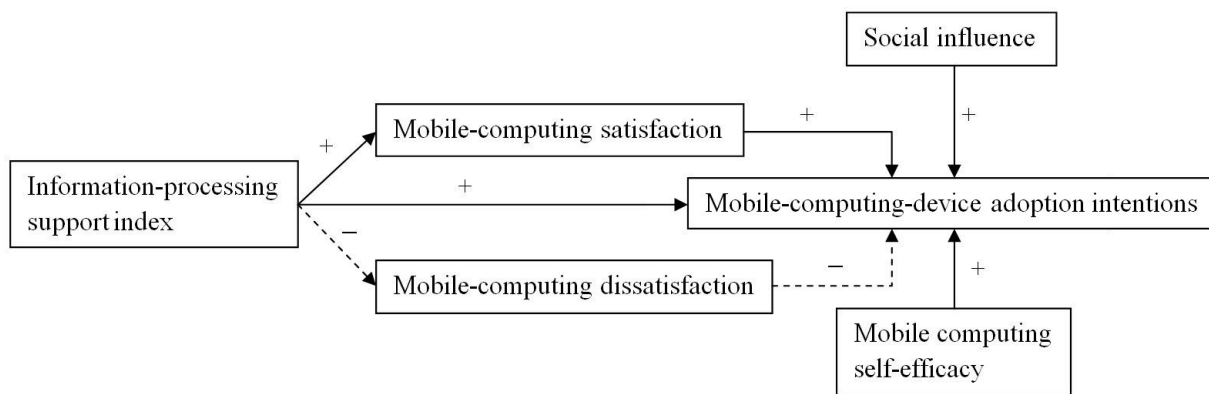 Social influence
+
+
Mobile-computing satisfaction
+
+
Information-processing
support index
+
Mobile-computing-device adoption intentions
–
Mobile-computing dissatisfaction
–
+
Mobile computing
self-efficacy